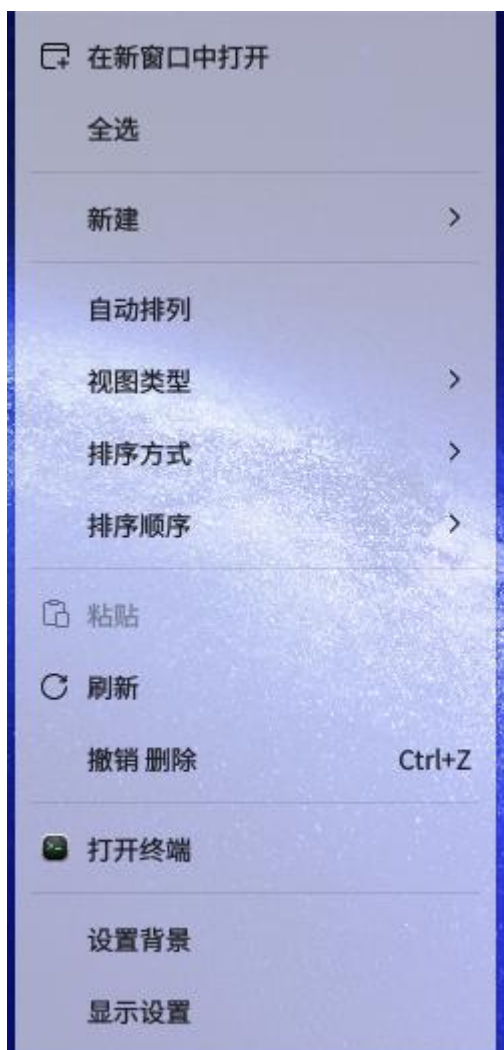 在新窗口中打开
全选
新建
自动排列
视图类型
排序方式
排序顺序
粘贴
刷新
撤销 删除 Ctrl+Z
打开终端
设置背景
显示设置